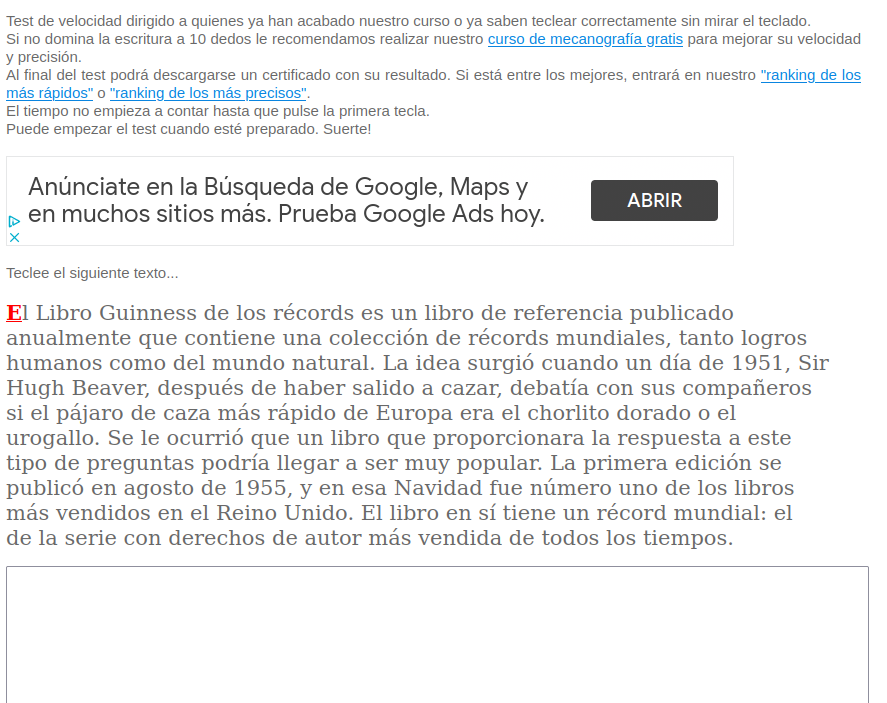 Test de velocidad dirigido a quienes ya han acabado nuestro curso o ya saben teclear correctamente sin mirar el teclado.
Si no domina la escritura a 10 dedos le recomendamos realizar nuestro curso de mecanografía gratis para mejorar su velocidad
y precisión.
Al final del test podrá descargarse un certificado con su resultado. Si está entre los mejores, entrará en nuestro "ranking de los
más rápidos" o "ranking de los más precisos".
El tiempo no empieza a contar hasta que pulse la primera tecla.
Puede empezar el test cuando esté preparado. Suerte!
Anúnciate en la Búsqueda de Google, Maps y
en muchos sitios más. Prueba Google Ads hoy.
ABRIR
Teclee el siguiente texto...
El Libro Guinness de los récords es un libro de referencia publicado
anualmente que contiene una colección de récords mundiales, tanto logros
humanos como del mundo natural. La idea surgió cuando un día de 1951, Sir
Hugh Beaver, después de haber salido a cazar, debatía con sus compañeros
si el pájaro de caza más rápido de Europa era el chorlito dorado o el
urogallo. Se le ocurrió que un libro que proporcionara la respuesta a este
tipo de preguntas podría llegar a ser muy popular. La primera edición se
publicó en agosto de 1955, y en esa Navidad fue número uno de los libros
más vendidos en el Reino Unido. El libro en sí tiene un récord mundial: el
de la serie con derechos de autor más vendida de todos los tiempos.